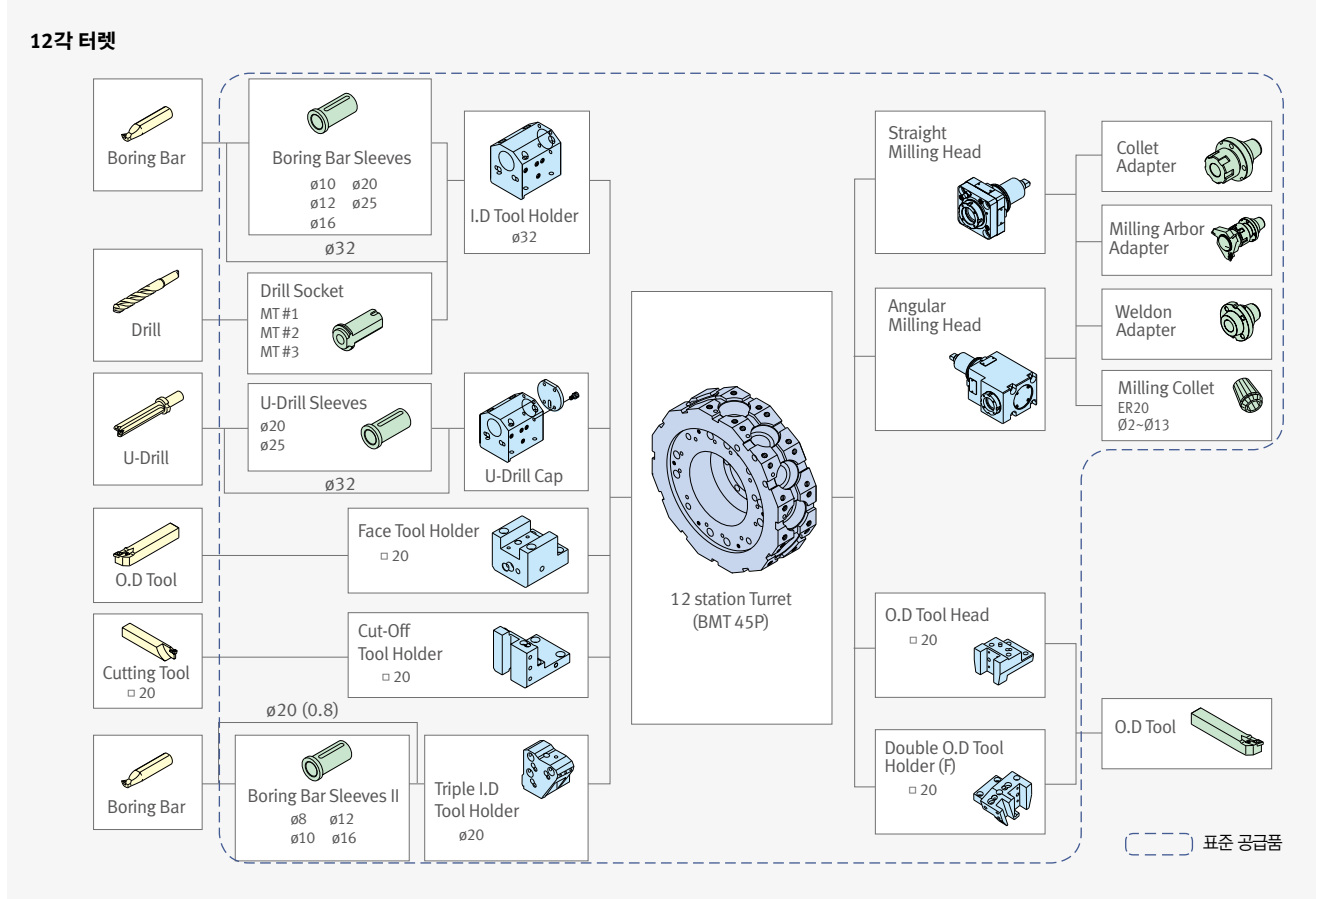 12각 터렛
Boring Bar
Boring Bar Sleeves
ø10 ø20
ø12 ø25
ø16
ø32
I.D Tool Holder
ø32
Drill
Drill Socket
MT #1
MT #2
MT #3
U-Drill
U-Drill Sleeves
ø20
ø25
ø32
U-Drill Cap
O.D Tool
Face Tool Holder
□ 20
Cutting Tool
□ 20
Cut-Off
Tool Holder
□ 20
ø20 (0.8)
Boring Bar
Boring Bar Sleeves II
ø8 ø12
ø10 ø16
Triple I.D
Tool Holder
ø20
12 station Turret
(BMT 45P)
Straight
Milling Head
Angular
Milling Head
Collet
Adapter
Milling Arbor
Adapter
Weldon
Adapter
Milling Collet
ER20
Ø2~Ø13
O.D Tool Head
□ 20
Double O.D Tool
Holder (F)
□ 20
O.D Tool
표준 공급품